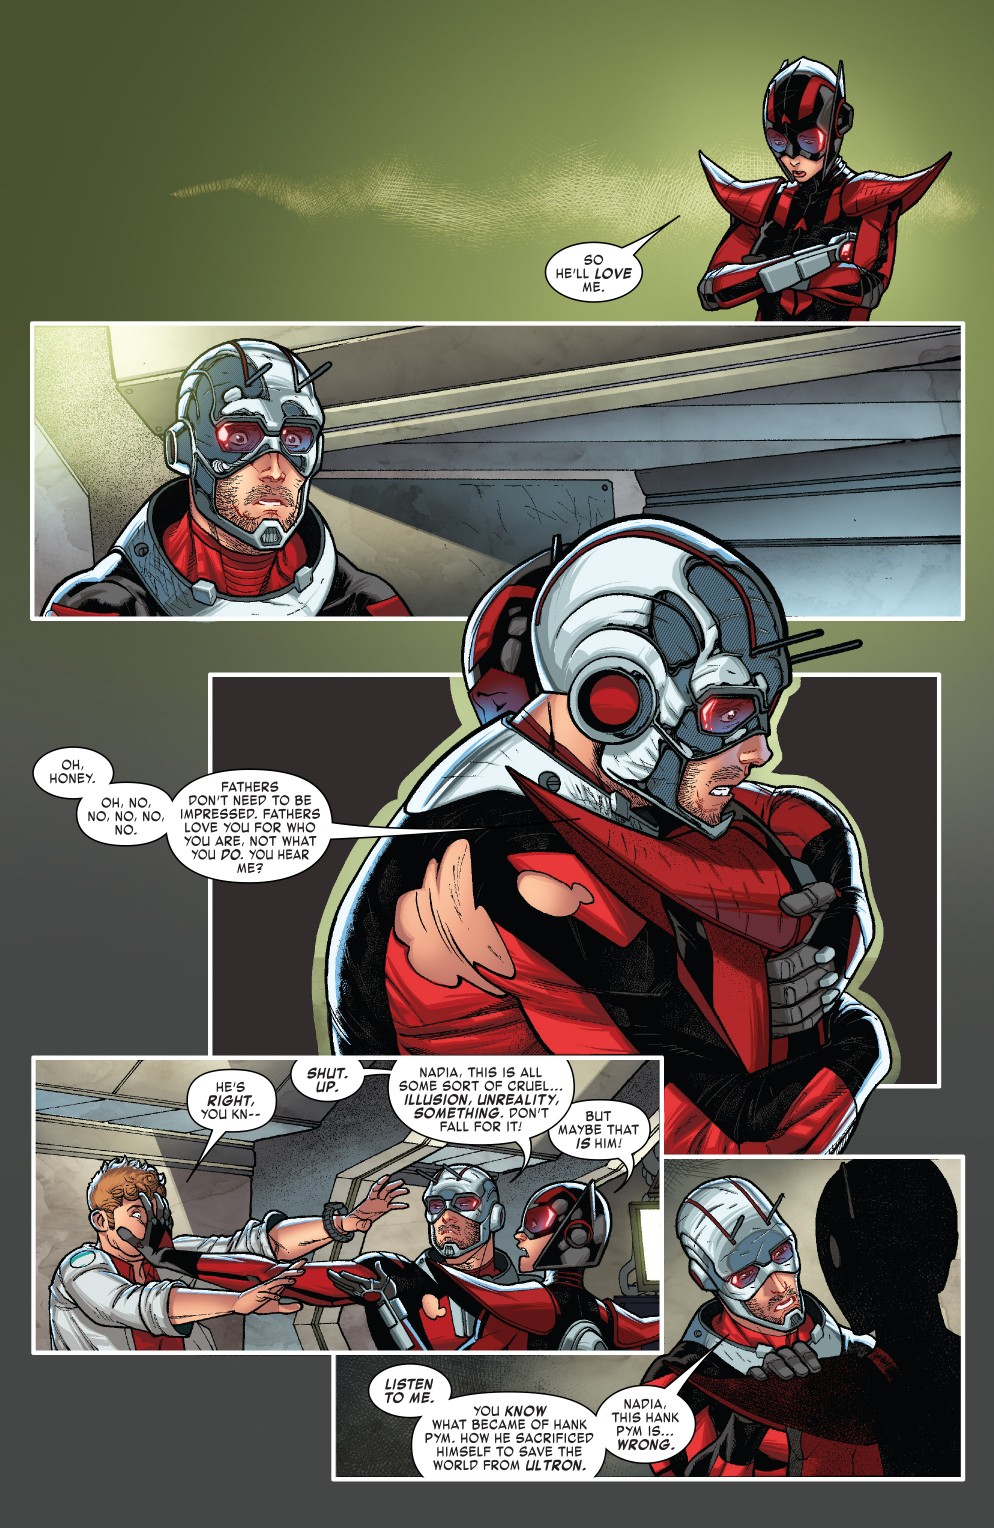 SO
HE'LL LOVE
ME.
OH,
HONEY.
OH, NO,
NO, NO, NO,
NO.
FATHERS
DON'T NEED TO BE
IMPRESSED. FATHERS
LOVE YOU FOR WHO
YOU ARE, NOT WHAT
YOU DO. YOU HEAR
ME?
HE'S
RIGHT,
YOU KN--
SHUT.
UP.
NADIA, THIS IS ALL
SOME SORT OF CRUEL...
ILLUSION, UNREALITY,
SOMETHING. DON'T
FALL FOR IT!
BUT
MAYBE THAT
IS HIM!
LISTEN
TO ME.
YOU KNOW
WHAT BECAME OF HANK
PYM. HOW HE SACRIFICED
HIMSELF TO SAVE THE
WORLD FROM ULTRON.
NADIA,
THIS HANK
PYM IS...
WRONG.